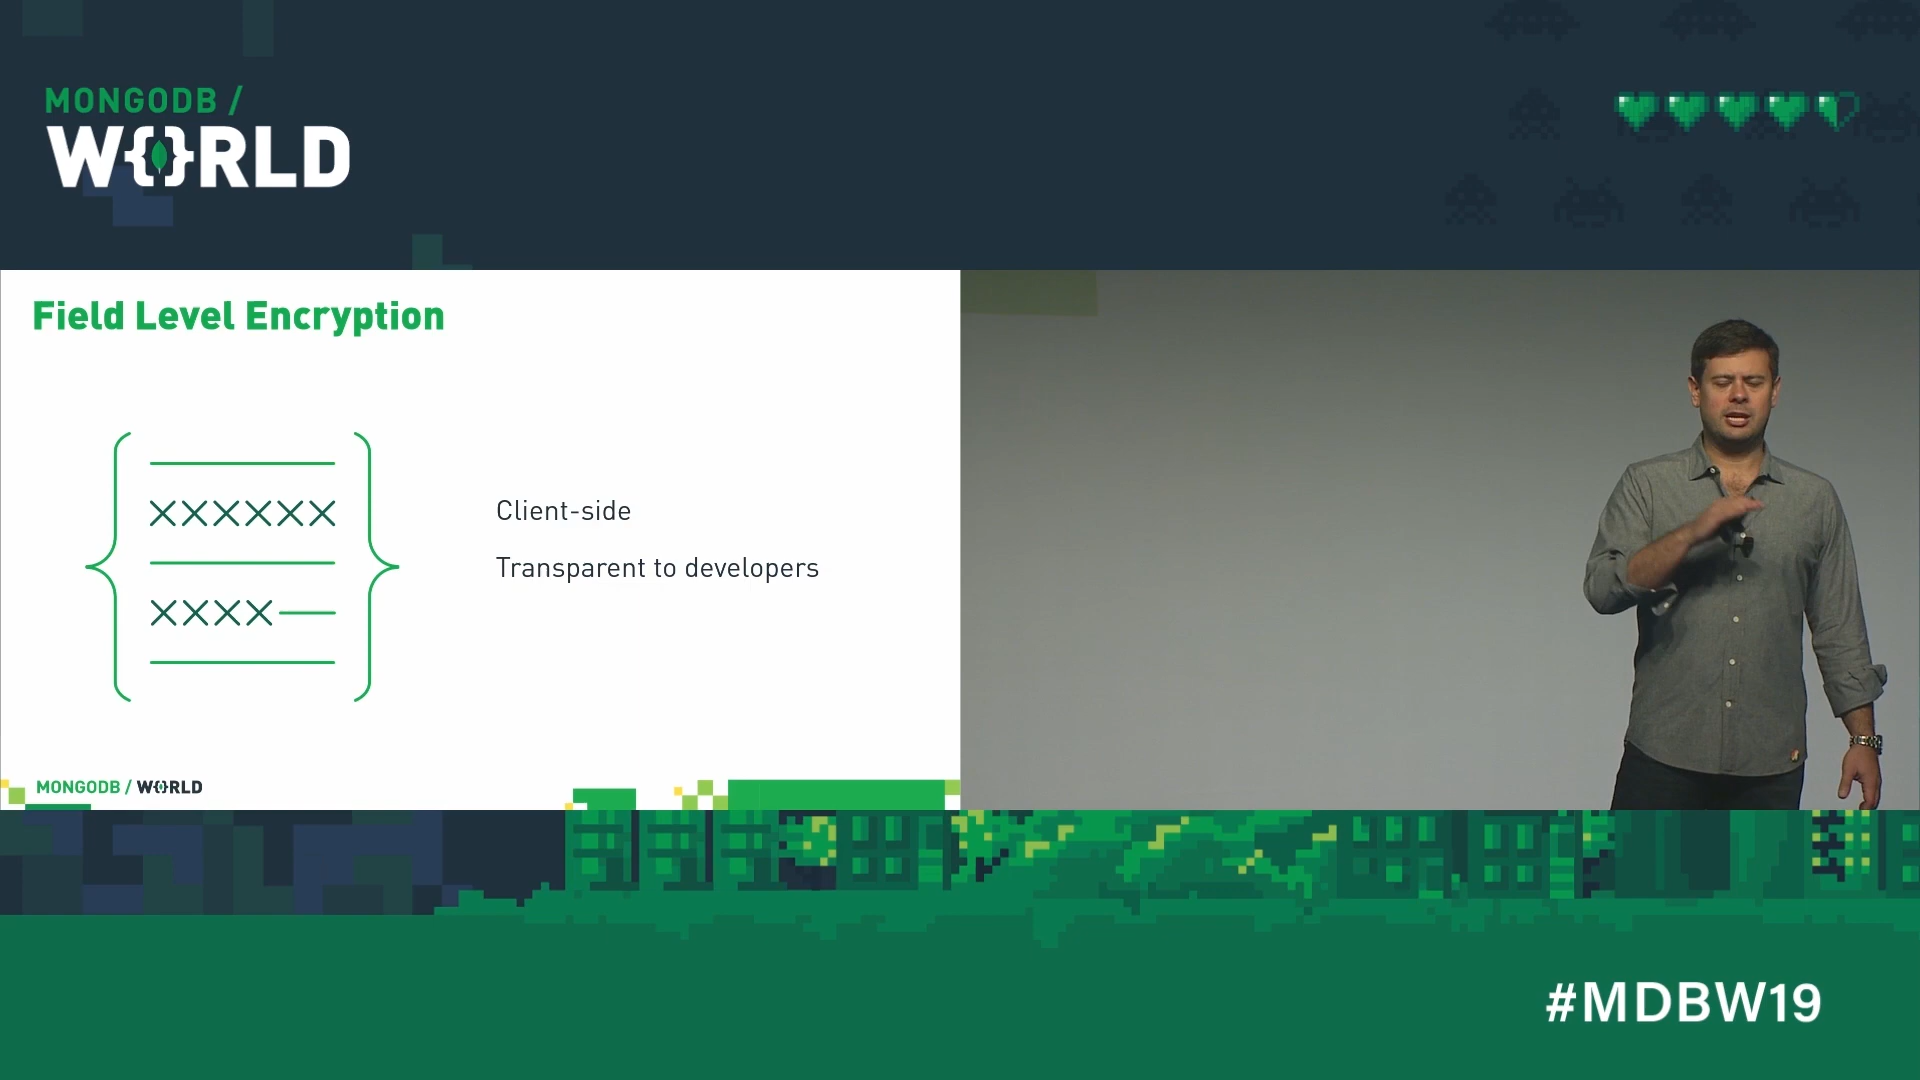 MONGODB /
W{}RLD
Field Level Encryption
XXXXXX
XXXX
Client-side
Transparent to developers
MONGODB / W{}RLD
#MDBW19